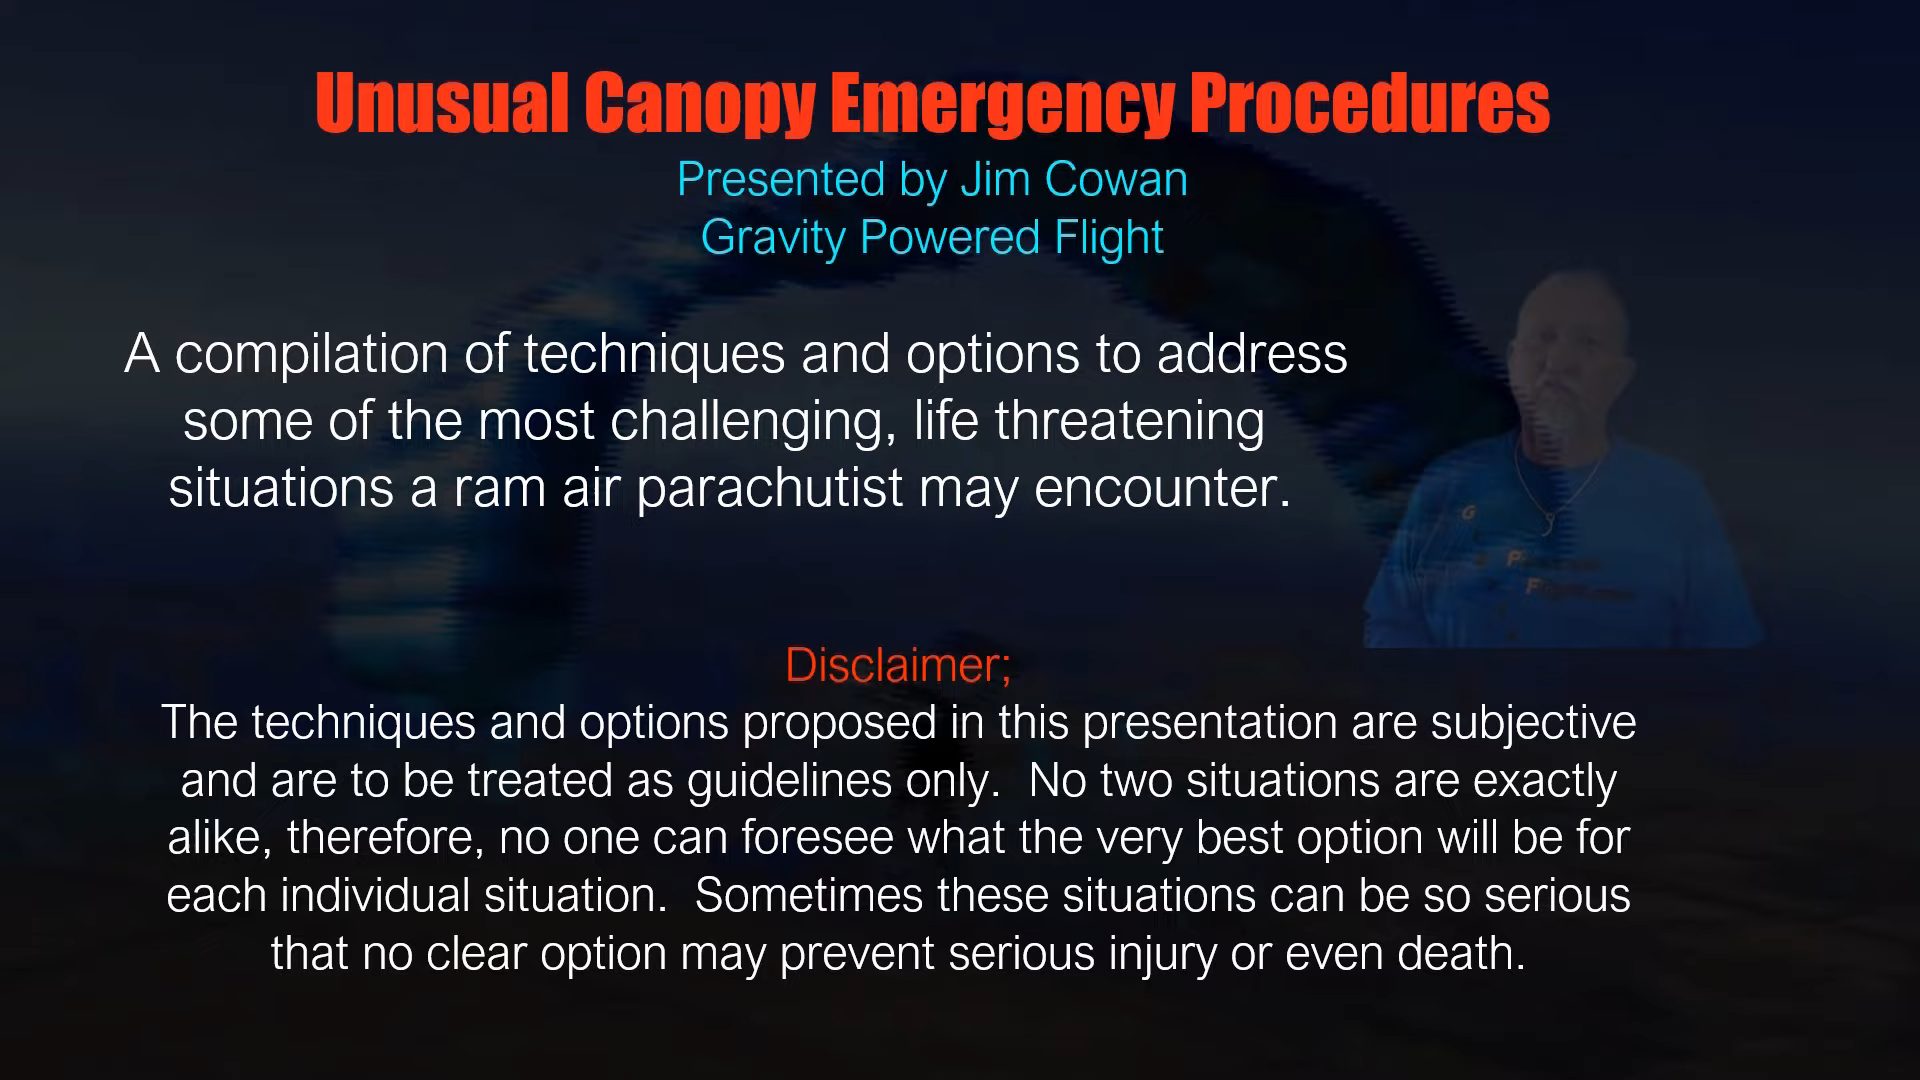 Unusual Canopy Emergency Procedures
Presented by Jim Cowan
Gravity Powered Flight
A compilation of techniques and options to address
some of the most challenging, life threatening
situations a ram air parachutist may encounter.
Disclaimer;
The techniques and options proposed in this presentation are subjective
and are to be treated as guidelines only.  No two situations are exactly
alike, therefore, no one can foresee what the very best option will be for
each individual situation.  Sometimes these situations can be so serious
that no clear option may prevent serious injury or even death.